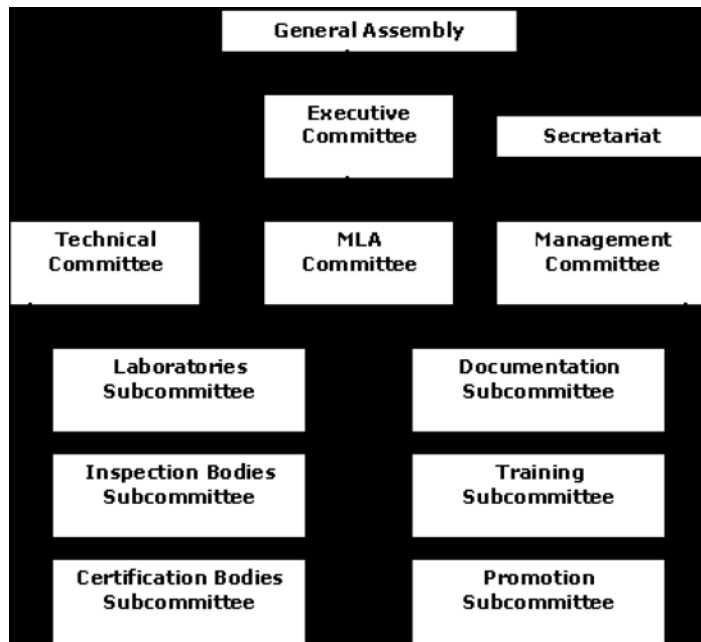 General Assembly
Executive
Committee
Secretariat
Technical
Committee
MLA
Committee
Management
Committee
Laboratories
Subcommittee
Documentation
Subcommittee
Inspection Bodies
Subcommittee
Training
Subcommittee
Certification Bodies
Subcommittee
Promotion
Subcommittee